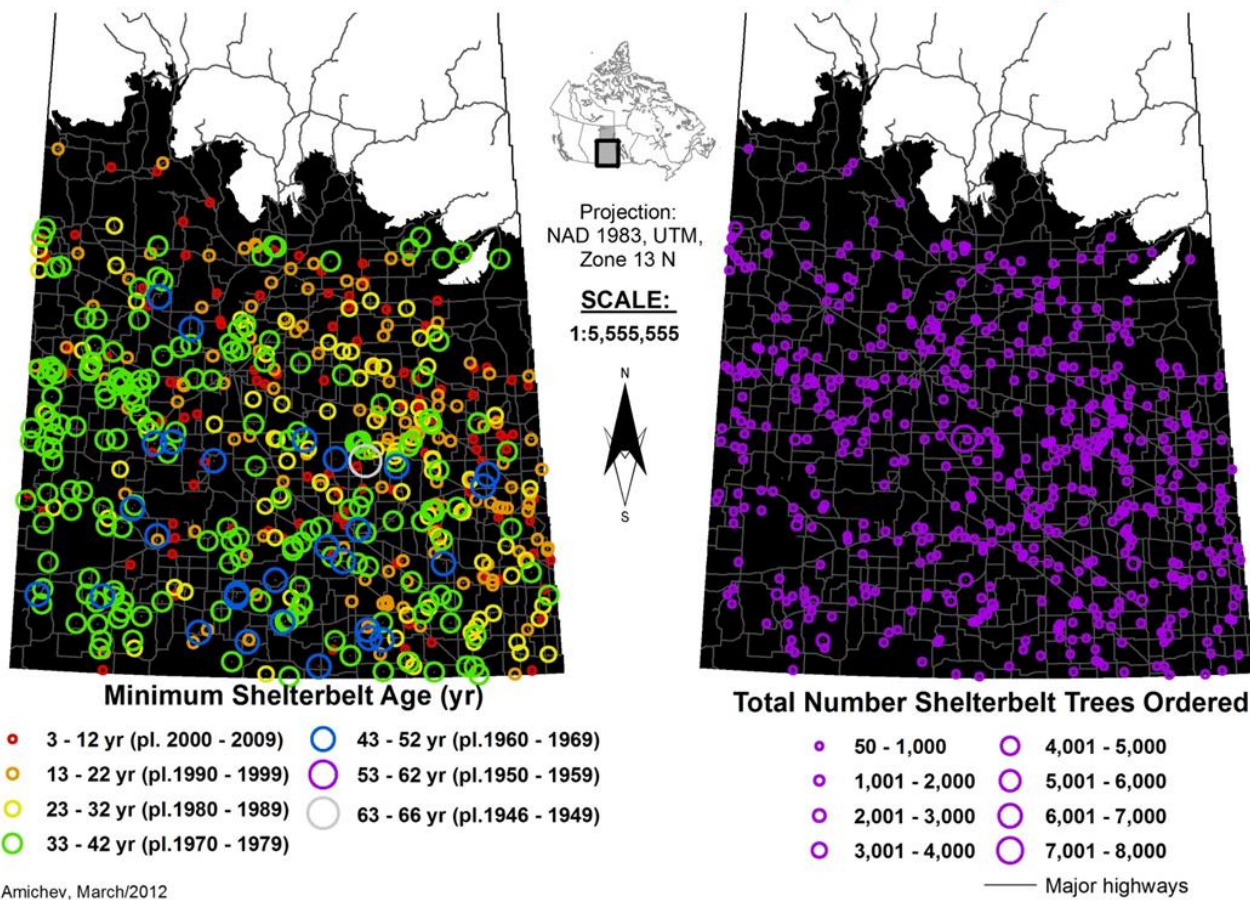 Projection:
NAD 1983, UTM,
Zone 13 N
SCALE:
1:5,555,555
N
S
Minimum Shelterbelt Age (yr)
3 - 12 yr (pl. 2000 - 2009)
13 - 22 yr (pl.1990 - 1999)
23 - 32 yr (pl.1980 - 1989)
33 - 42 yr (pl.1970 - 1979)
43 - 52 yr (pl.1960 - 1969)
53 - 62 yr (pl.1950 - 1959)
63 - 66 yr (pl.1946 - 1949)
Total Number Shelterbelt Trees Ordered
50 - 1,000
1,001 - 2,000
2,001 - 3,000
3,001 - 4,000
4,001 - 5,000
5,001 - 6,000
6,001 - 7,000
7,001 - 8,000
Major highways
Amichev, March/2012